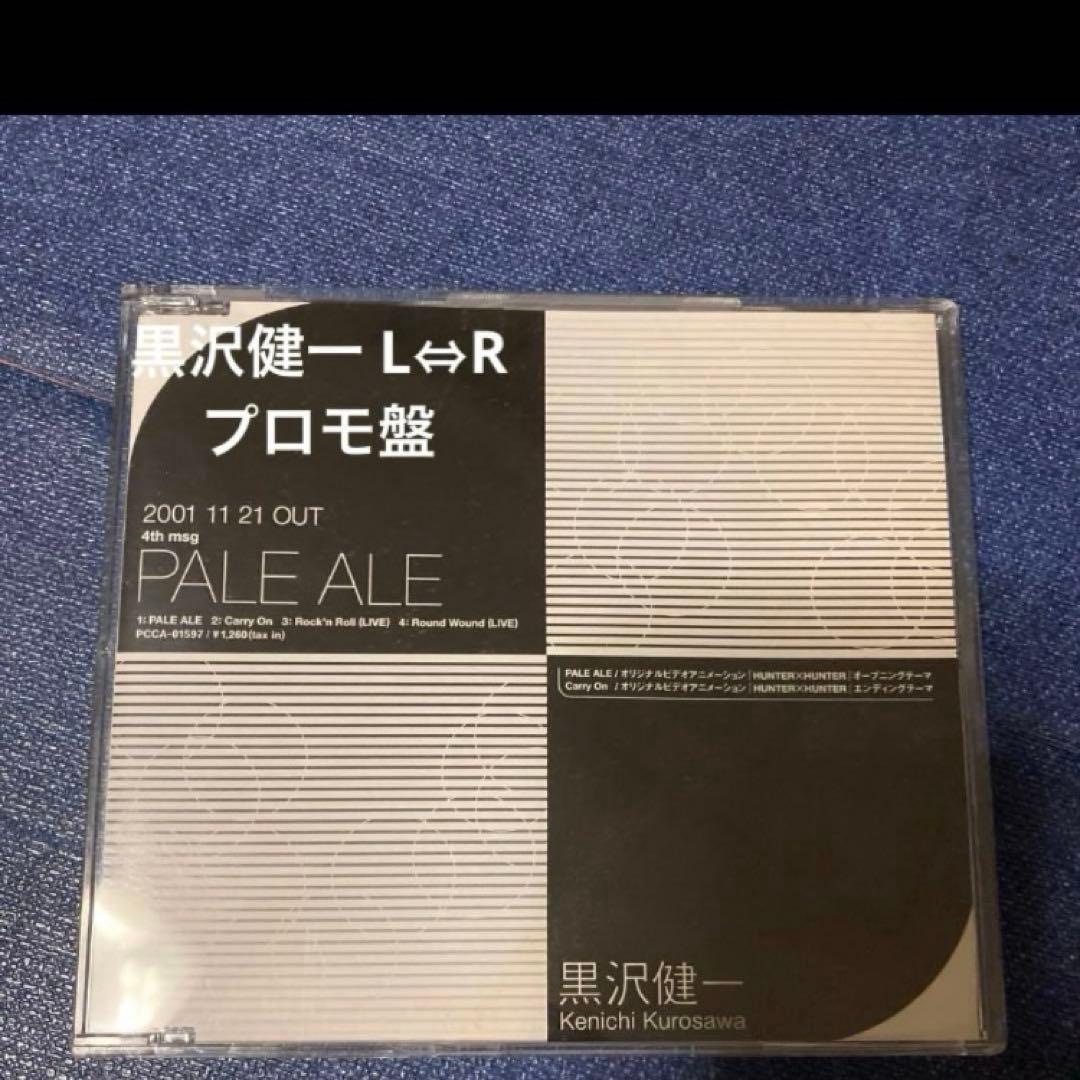 黒沢健一 L⇔R
プロモ盤
2001 11 21 OUT
4th msg
PALE ALE
1: PALE ALE 2: Carry On 3: Rock'n Roll (LIVE) 4: Round Wound (LIVE)
PCCA-01597 / ¥1,260(tax in)
PALE ALE / オリジナルビデオアニメーション | HUNTER×HUNTER | オープニングテーマ
Carry On / オリジナルビデオアニメーション | HUNTER×HUNTER | エンディングテーマ
黒沢健一
Kenichi Kurosawa